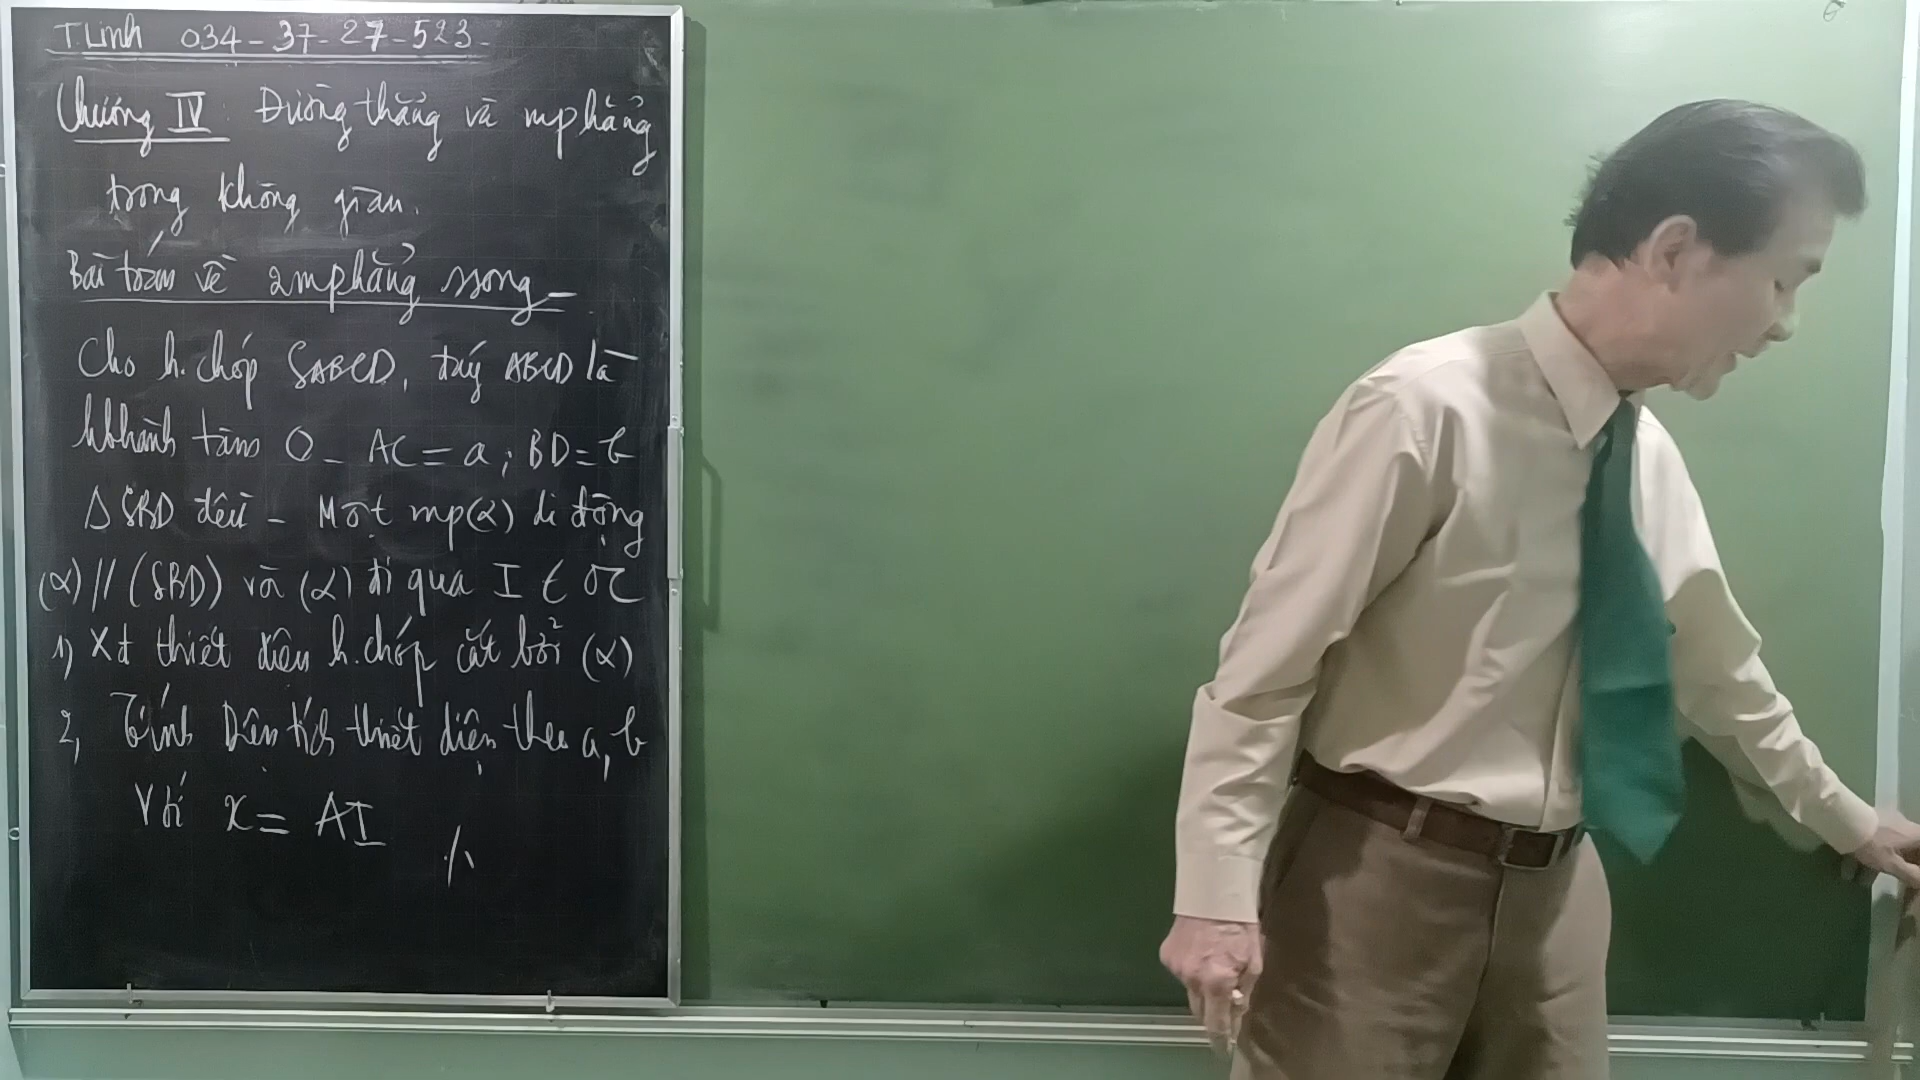 T.Linh 034-37-27-523-
Chương IV: Đường thẳng và mphẳng
trong không gian.
Bài toán về 2mphẳng song-
Cho h.chóp SABCD, đáy ABCD là
hbhành tâm O - AC = a; BD = b
Δ SBD đều - Một mp(α) di động
(α) // (SBD) và (α) đi qua I ∈ OC
1) Xđ thiết diện h.chóp cắt bởi (α)
2, Tính Diện tích thiết diện theo a, b
Với x = AI